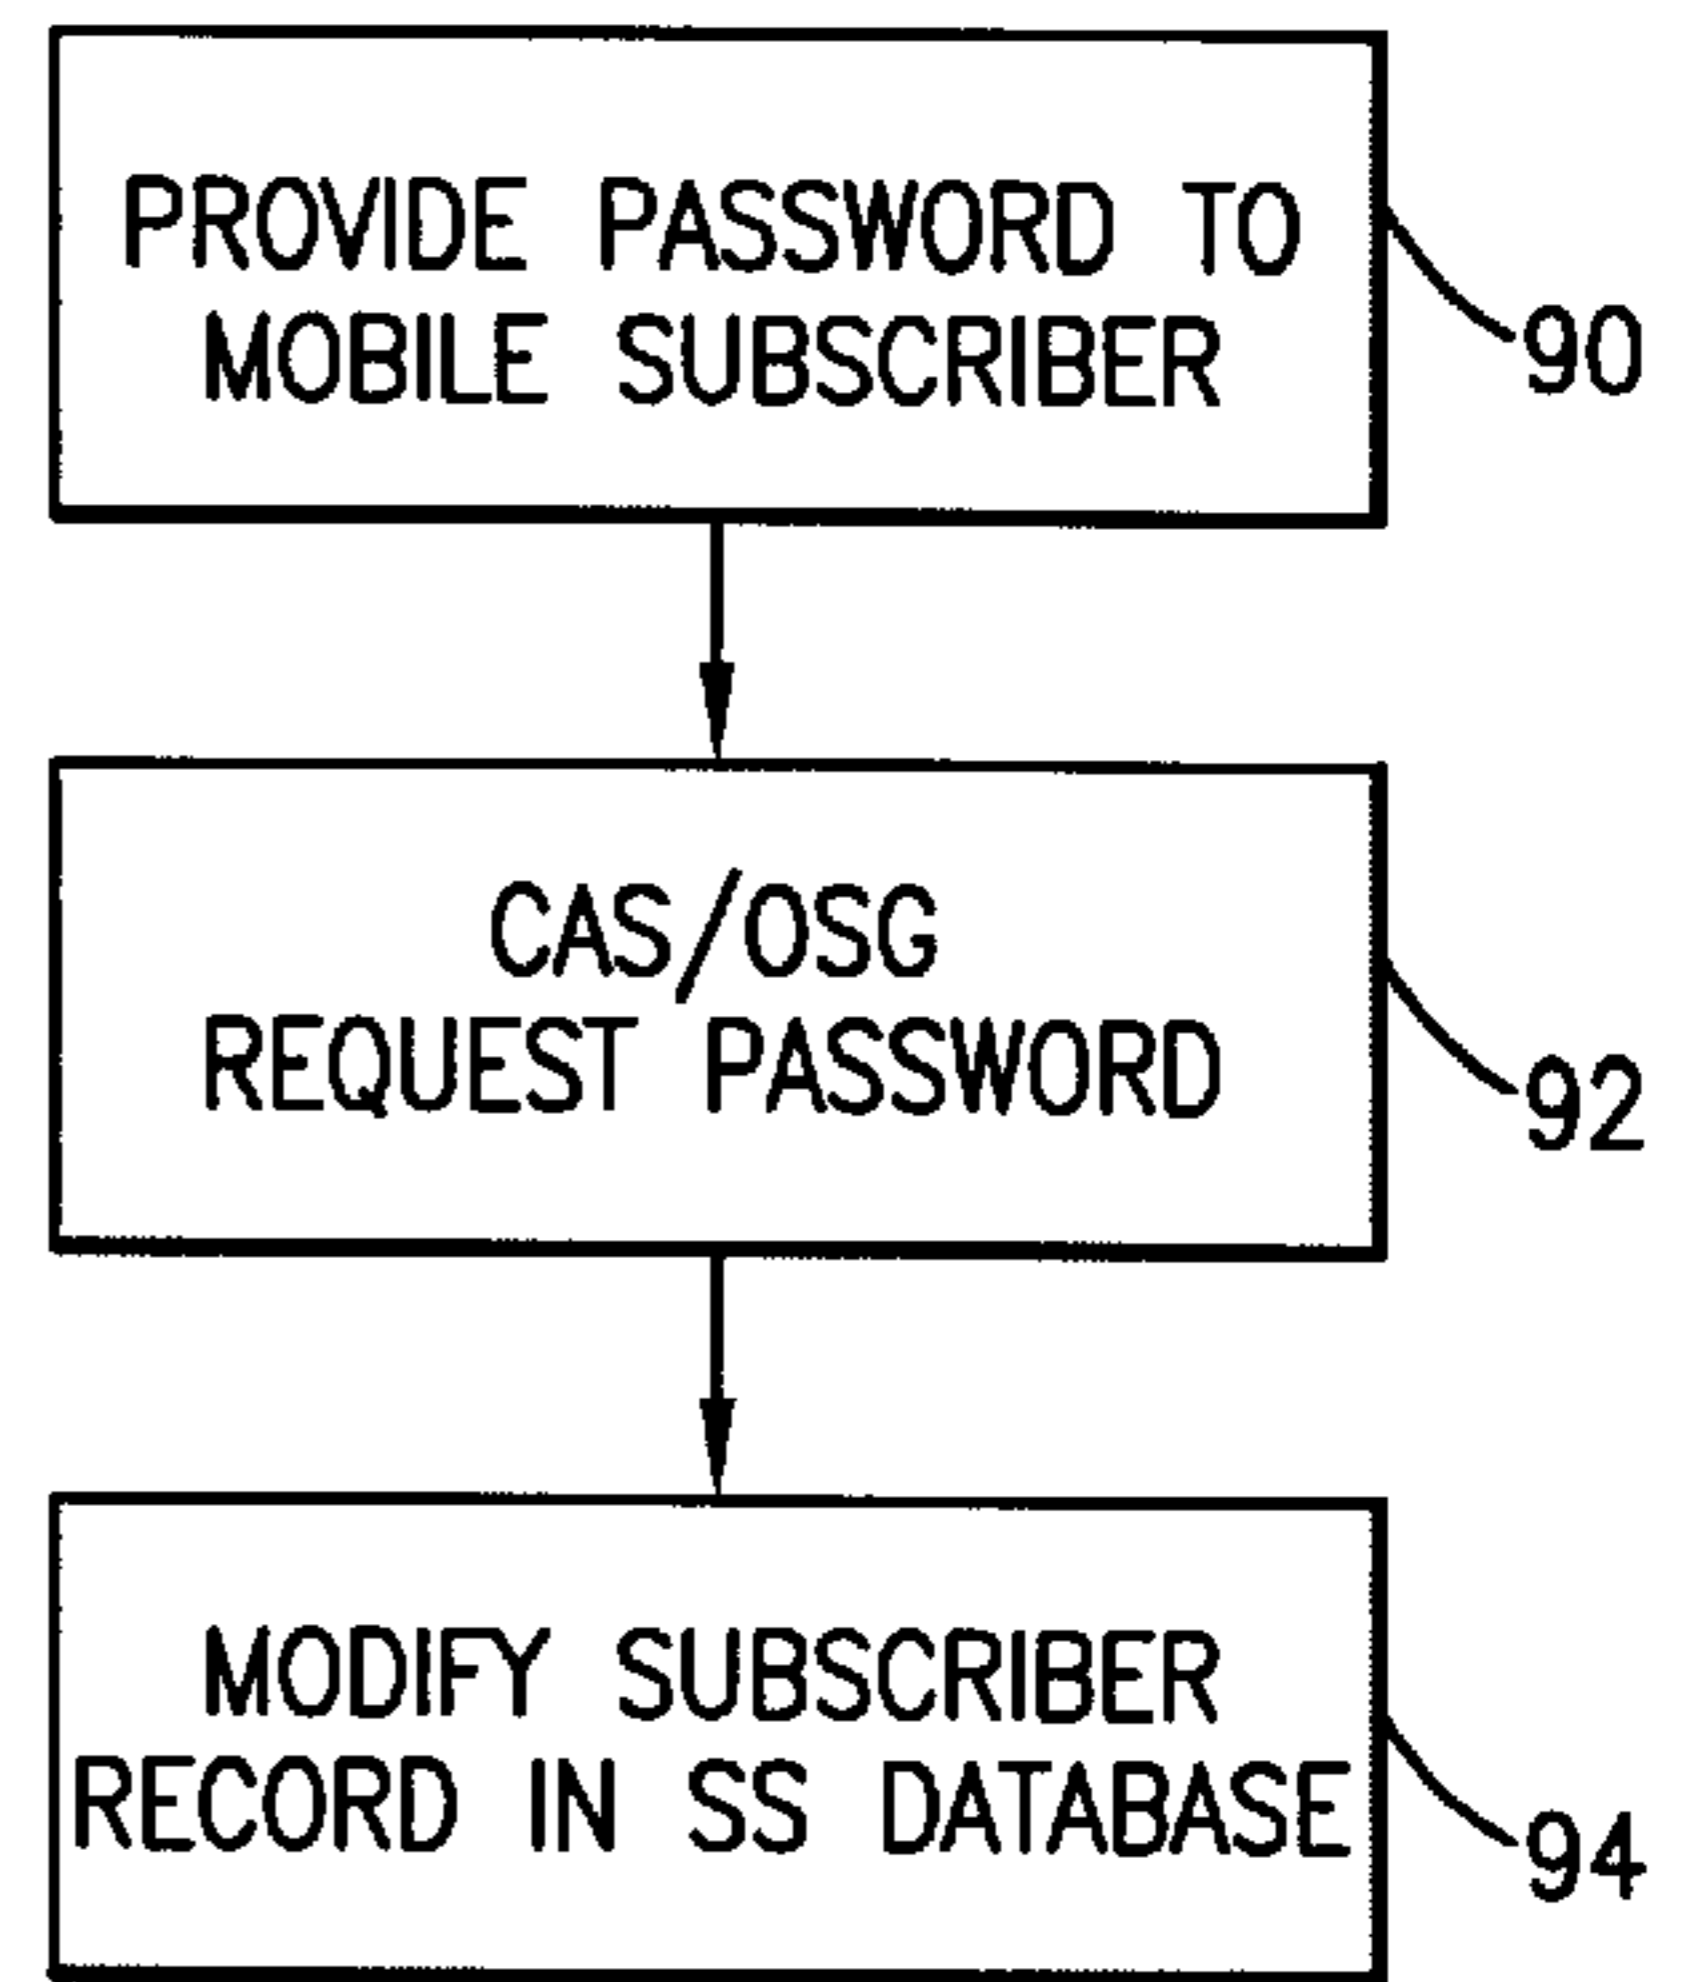 PROVIDE PASSWORD TO
MOBILE SUBSCRIBER
90
CAS/OSG
REQUEST PASSWORD
92
MODIFY SUBSCRIBER
RECORD IN SS DATABASE
94